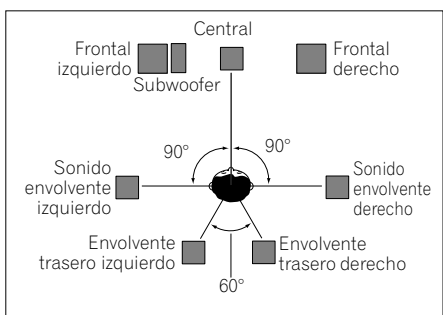 Central
Frontal
izquierdo
Subwoofer
Frontal
derecho
90°
90°
Sonido
envolvente
izquierdo
Sonido
envolvente
derecho
Envolvente
trasero izquierdo
Envolvente
trasero derecho
60°